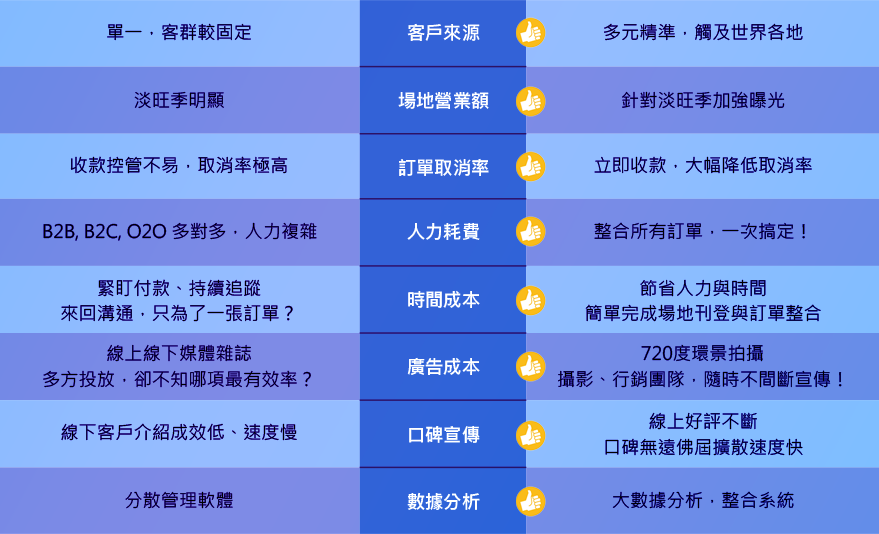 單一，客群較固定
客戶來源
多元精準，觸及世界各地
淡旺季明顯
場地營業額
針對淡旺季加強曝光
收款控管不易，取消率極高
訂單取消率
立即收款，大幅降低取消率
B2B, B2C, O2O 多對多，人力複雜
人力耗費
整合所有訂單，一次搞定！
緊盯付款、持續追蹤
來回溝通，只為了一張訂單？
時間成本
節省人力與時間
簡單完成場地刊登與訂單整合
線上線下媒體雜誌
多方投放，卻不知哪項最有效率？
廣告成本
720度環景拍攝
攝影、行銷團隊，隨時不間斷宣傳！
線下客戶介紹成效低、速度慢
口碑宣傳
線上好評不斷
口碑無遠佛屆擴散速度快
分散管理軟體
數據分析
大數據分析，整合系統